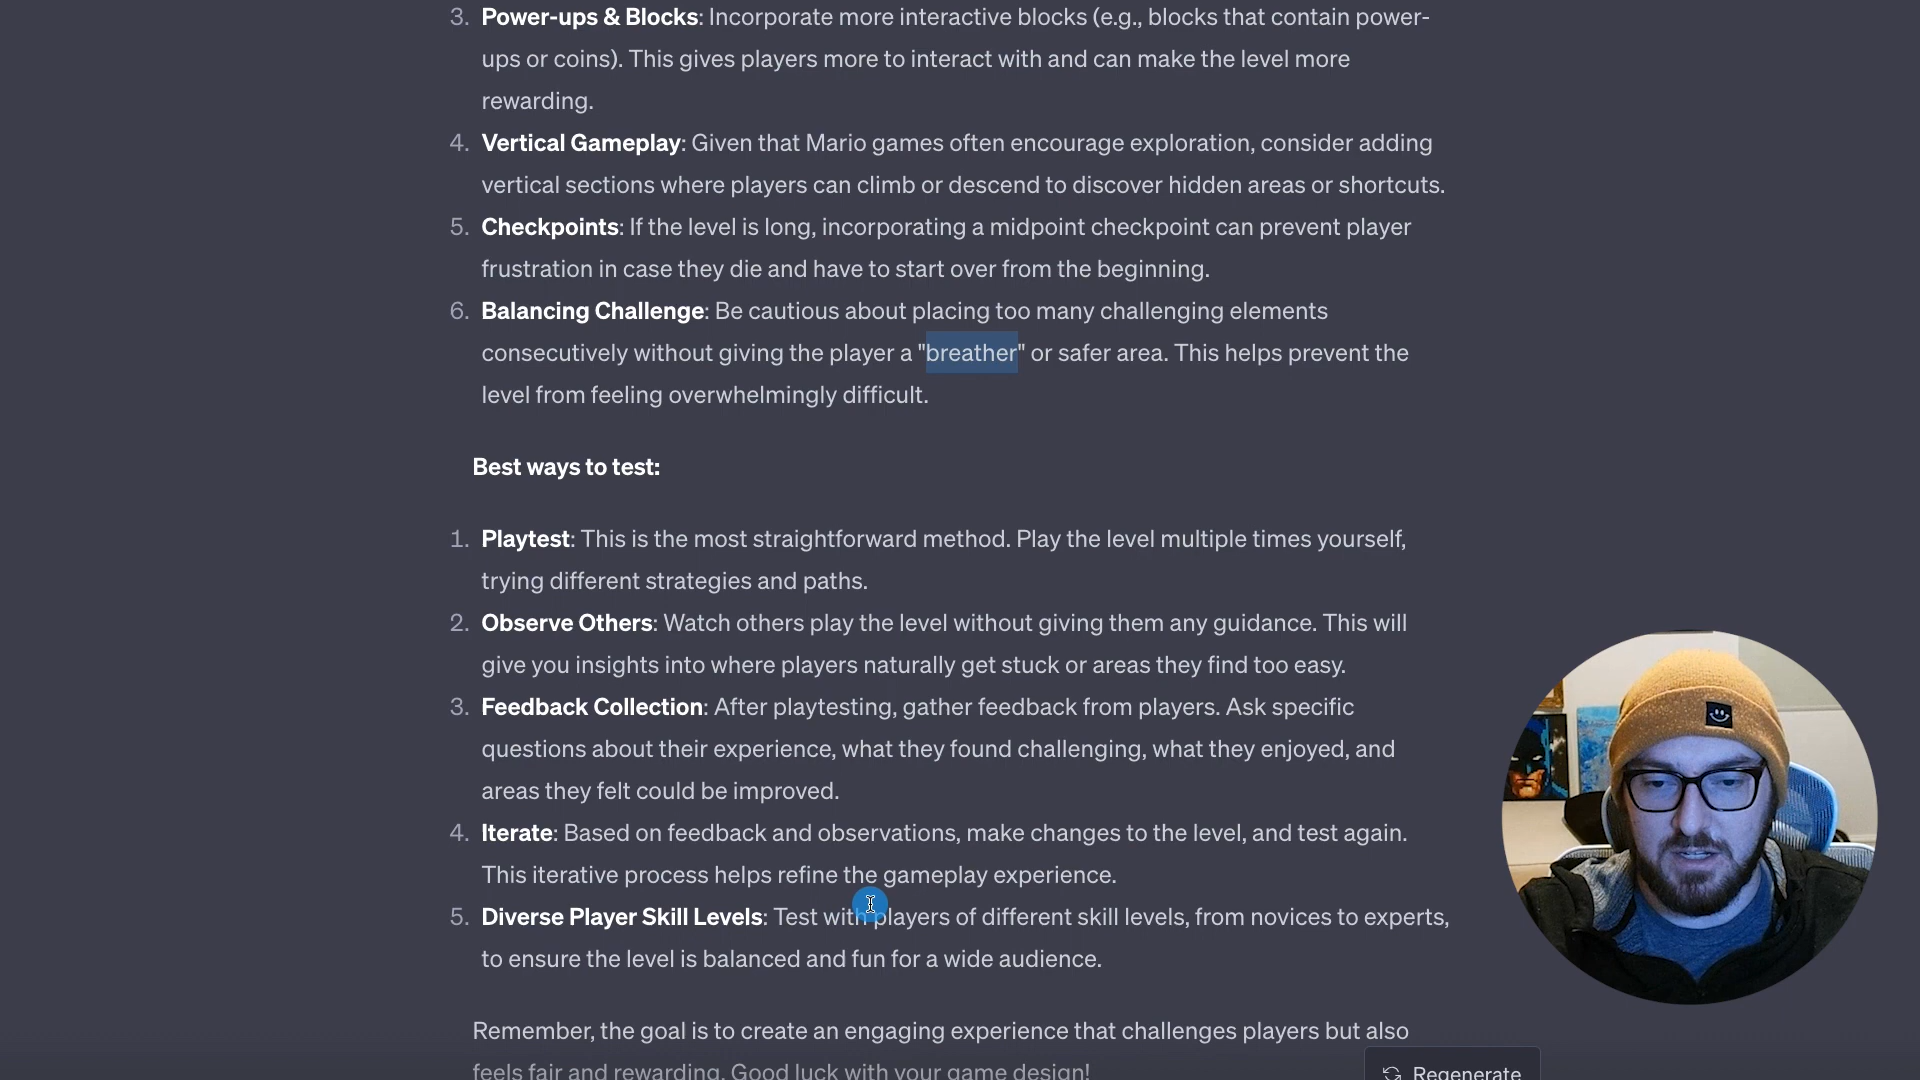 3. Power-ups & Blocks: Incorporate more interactive blocks (e.g., blocks that contain power-
ups or coins). This gives players more to interact with and can make the level more
rewarding.
4. Vertical Gameplay: Given that Mario games often encourage exploration, consider adding
vertical sections where players can climb or descend to discover hidden areas or shortcuts.
5. Checkpoints: If the level is long, incorporating a midpoint checkpoint can prevent player
frustration in case they die and have to start over from the beginning.
6. Balancing Challenge: Be cautious about placing too many challenging elements
consecutively without giving the player a "breather" or safer area. This helps prevent the
level from feeling overwhelmingly difficult.
Best ways to test:
1. Playtest: This is the most straightforward method. Play the level multiple times yourself,
trying different strategies and paths.
2. Observe Others: Watch others play the level without giving them any guidance. This will
give you insights into where players naturally get stuck or areas they find too easy.
3. Feedback Collection: After playtesting, gather feedback from players. Ask specific
questions about their experience, what they found challenging, what they enjoyed, and
areas they felt could be improved.
4. Iterate: Based on feedback and observations, make changes to the level, and test again.
This iterative process helps refine the gameplay experience.
5. Diverse Player Skill Levels: Test with players of different skill levels, from novices to experts,
to ensure the level is balanced and fun for a wide audience.
Remember, the goal is to create an engaging experience that challenges players but also
feels fair and rewarding. Good luck with your game design!
Regenerate